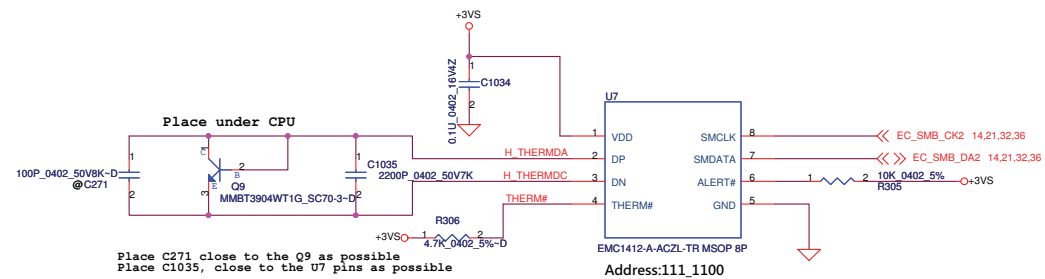 +3VS
1
C1034
2
0.1U_0402_16V4Z
U7
Place under CPU
1 VDD
SMCLK 8
EC_SMB_CK2 14,21,32,36
H_THERMDA
2 DP
SMDATA 7
EC_SMB_DA2 14,21,32,36
H_THERMDC
3 DN
ALERT# 6
1
2
10K_0402_5%
R305
+3VS
THERM#
4 THERM#
GND 5
1
100P_0402_50V8K~D
@C271
2
C
2
B
E
3
Q9
MMBT3904WT1G_SC70-3~D
1
C1035
2200P_0402_50V7K
2
R306
+3VS
1
2
4.7K_0402_5%~D
EMC1412-A-ACZL-TR MSOP 8P
Address:111_1100
Place C271 close to the Q9 as possible
Place C1035, close to the U7 pins as possible